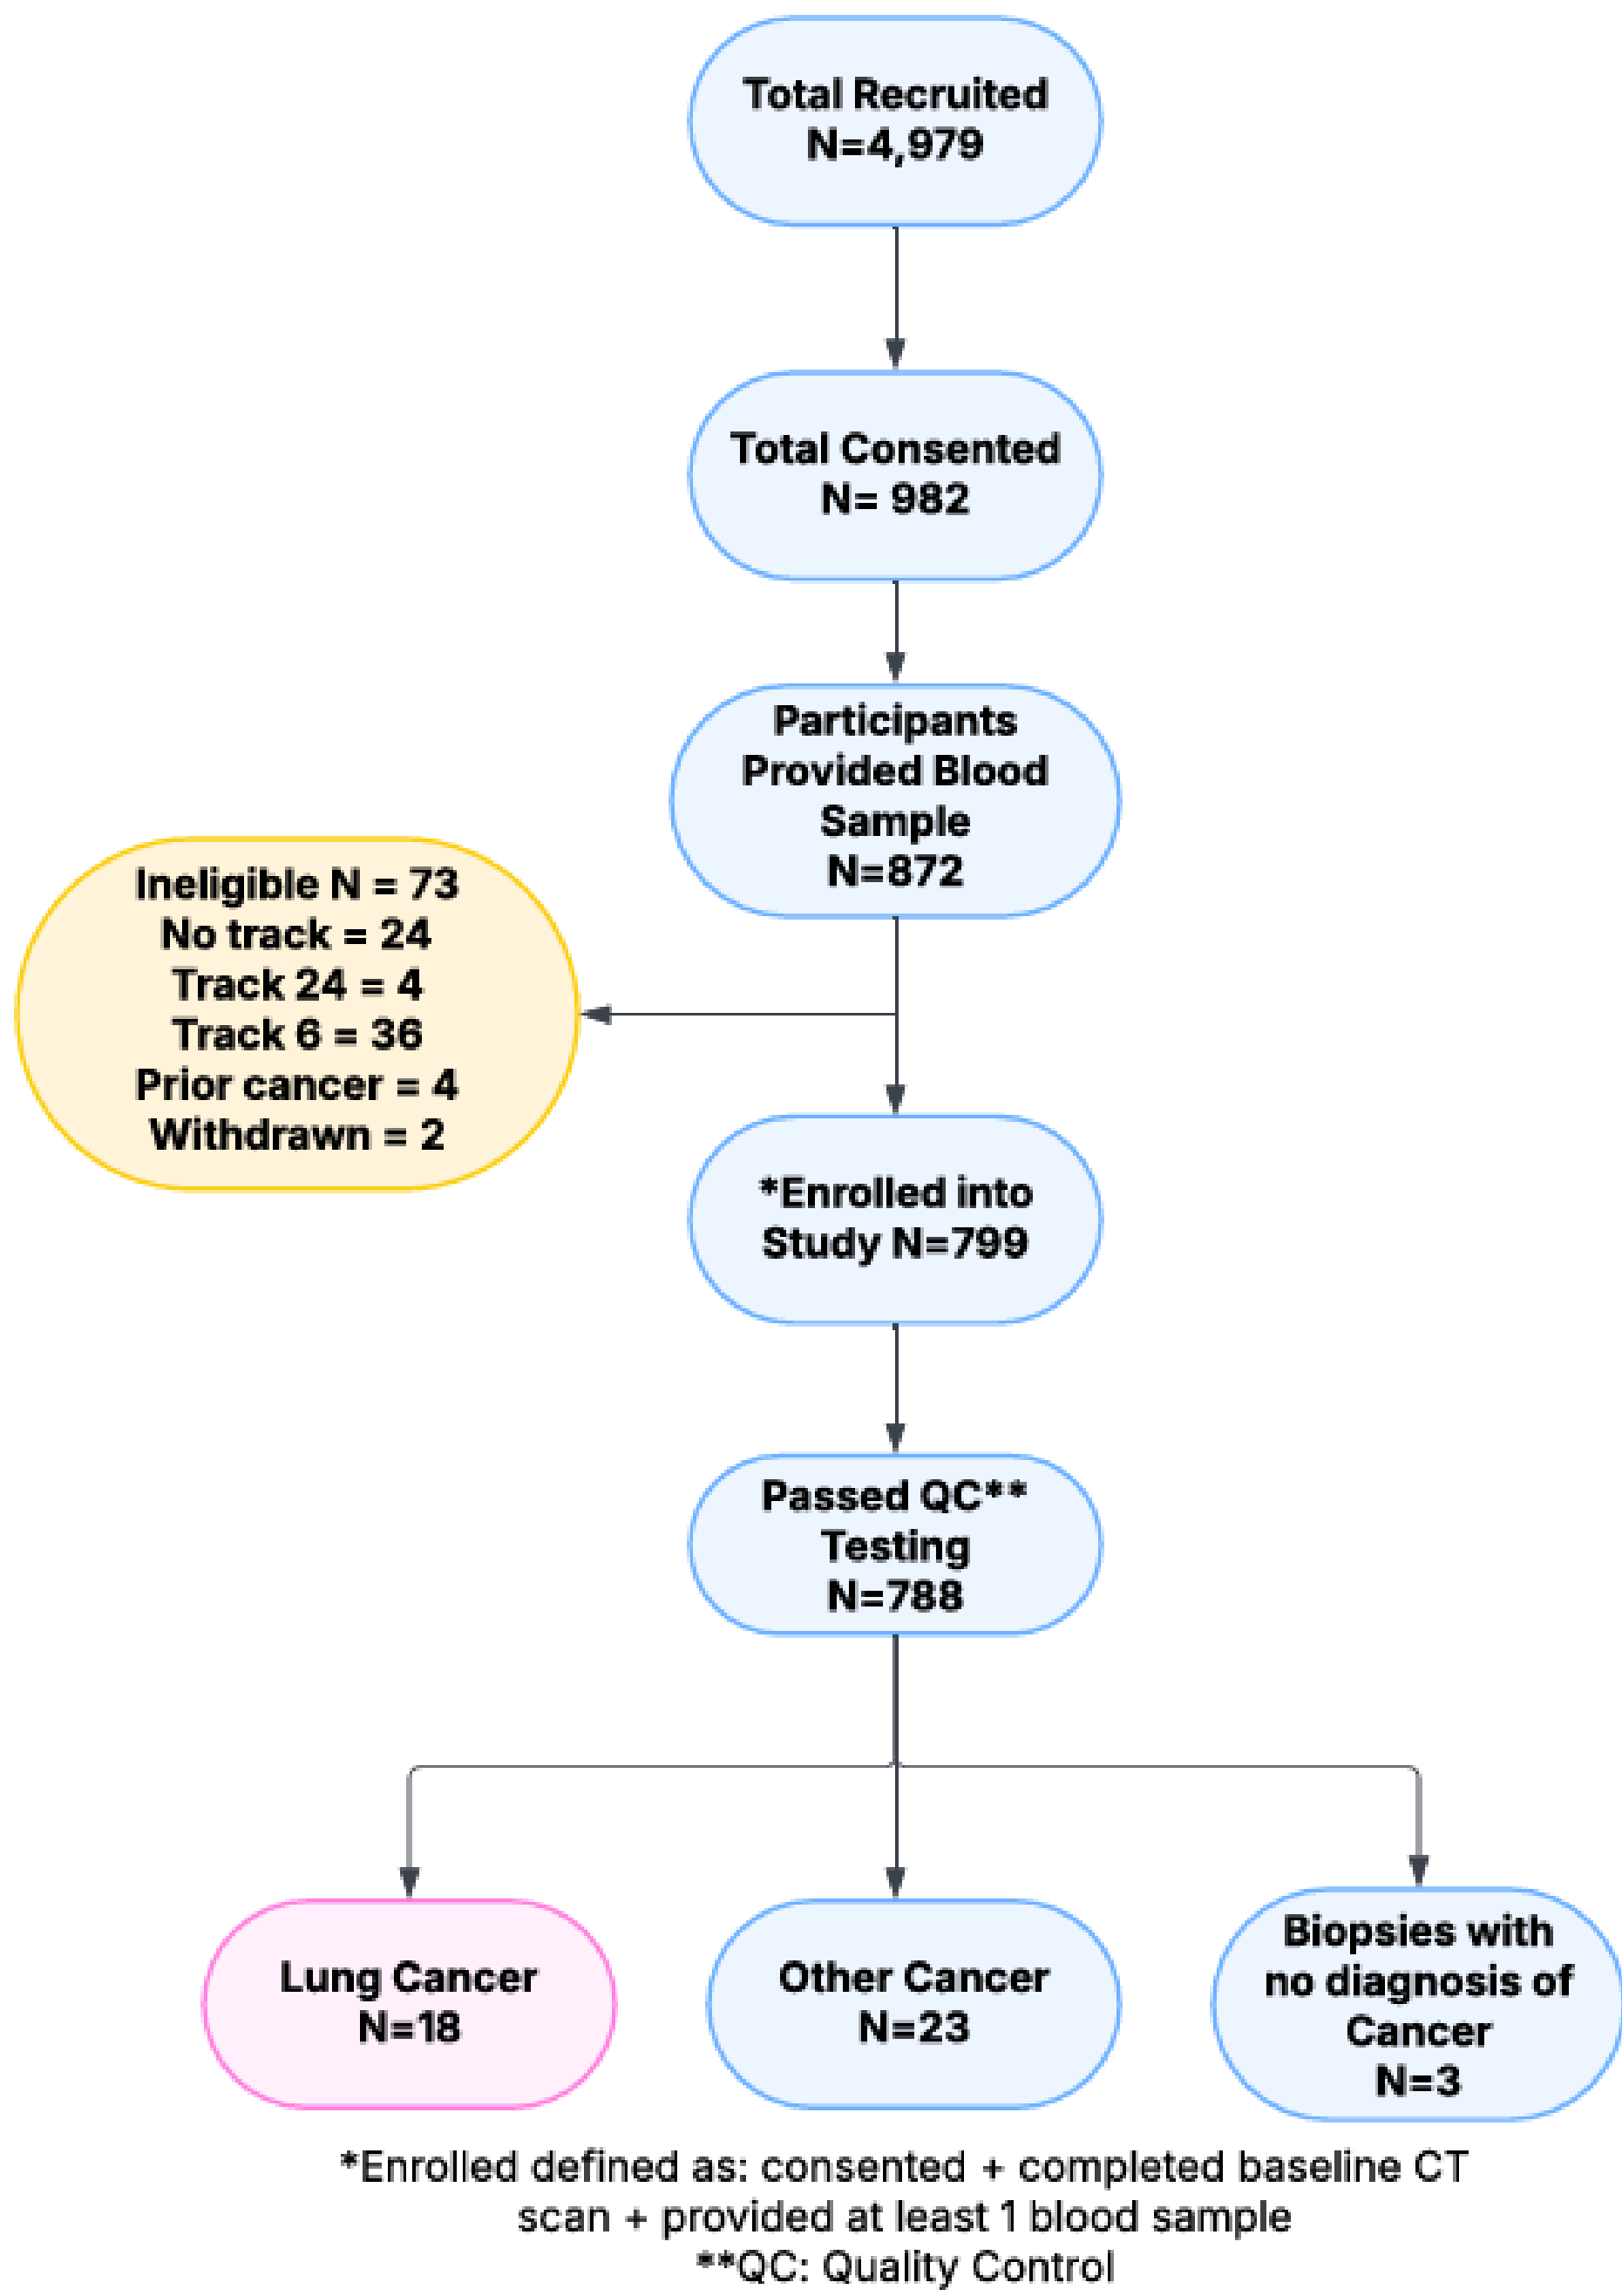 Total Recruited
N=4,979
Total Consented
N= 982
Participants
Provided Blood
Sample
N=872
Ineligible N = 73
No track = 24
Track 24 = 4
Track 6 = 36
Prior cancer = 4
Withdrawn = 2
*Enrolled into
Study N=799
Passed QC**
Testing
N=788
Lung Cancer
N=18
Other Cancer
N=23
Biopsies with
no diagnosis of
Cancer
N=3
*Enrolled defined as: consented + completed baseline CT
scan + provided at least 1 blood sample
**QC: Quality Control